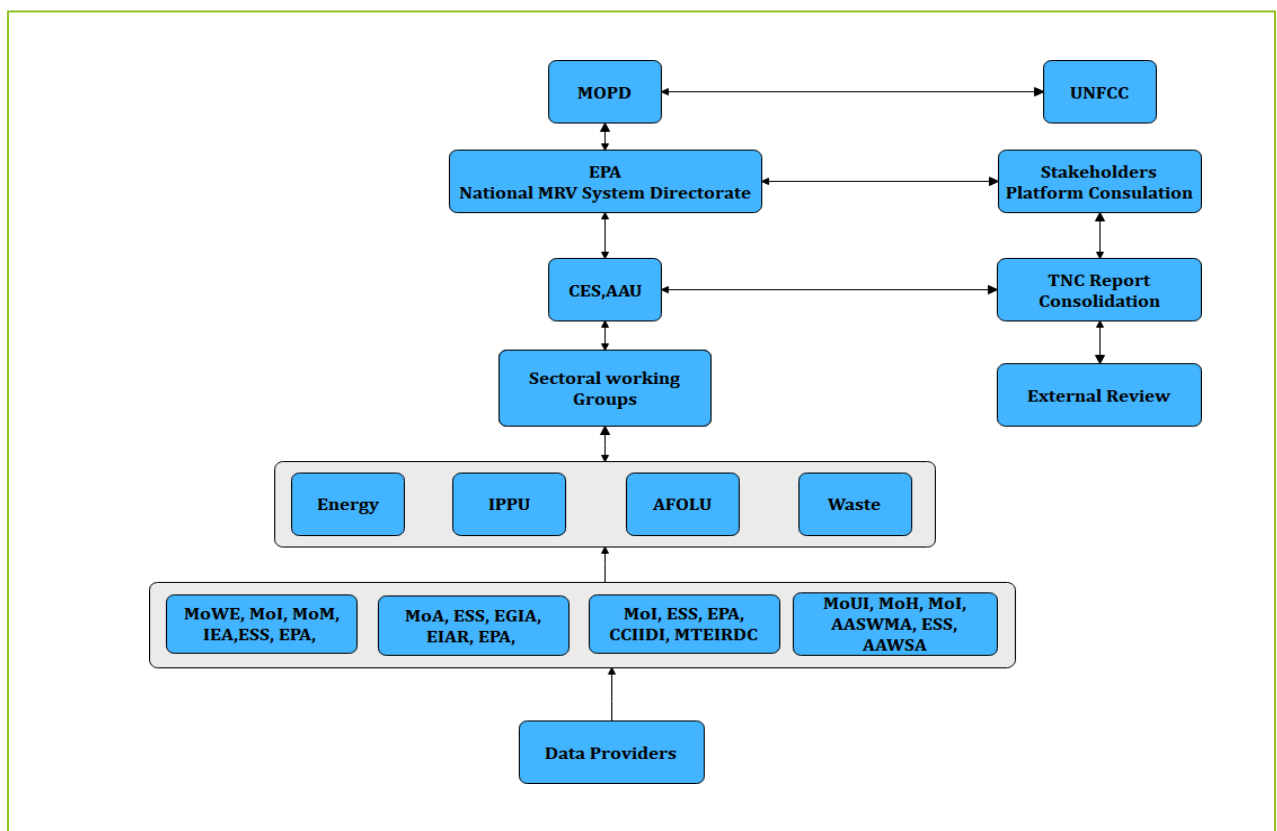 MOPD
UNFCC
EPA
National MRV System Directorate
Stakeholders
Platform Consulation
CES,AAU
TNC Report
Consolidation
Sectoral working
Groups
External Review
Energy
IPPU
AFOLU
Waste
MoWE, MoI, MoM,
IEA,ESS, EPA,
MoA, ESS, EGIA,
EIAR, EPA,
MoI, ESS, EPA,
CCIIDI, MTEIRDC
MoUI, MoH, MoI,
AASWMA, ESS,
AAWSA
Data Providers